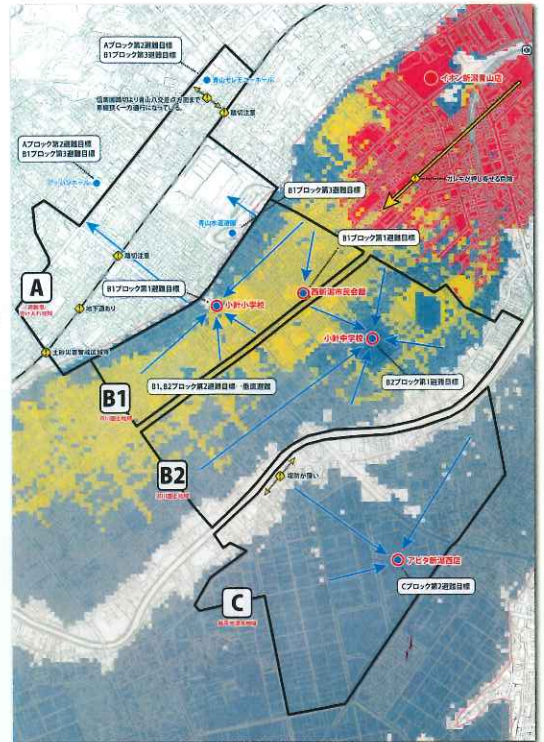 Aブロック第2避難目標
B1ブロック第3避難目標
青山セレモニーホール
踏切注意
イオン新潟青山店
Aブロック第2避難目標
B1ブロック第3避難目標
ガレキが押し寄せる危険
B1ブロック第3避難目標
青山水道遊園
B1ブロック第1避難目標
踏切注意
A
B1ブロック第1避難目標
西新潟市民会館
小針小学校
地下道あり
小針中学校
B1、B2ブロック第2避難目標…垂直避難
B2ブロック第1避難目標
B1
B2
堤防が薄い
アピタ新潟西店
Cブロック第2避難目標
C